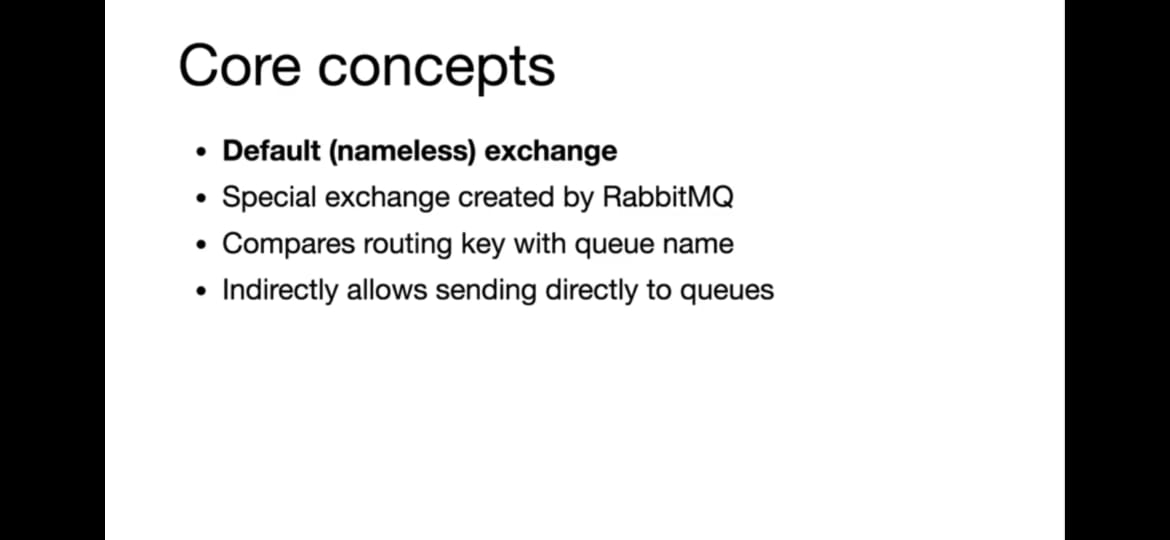 Core concepts
• Default (nameless) exchange
• Special exchange created by RabbitMQ
• Compares routing key with queue name
• Indirectly allows sending directly to queues